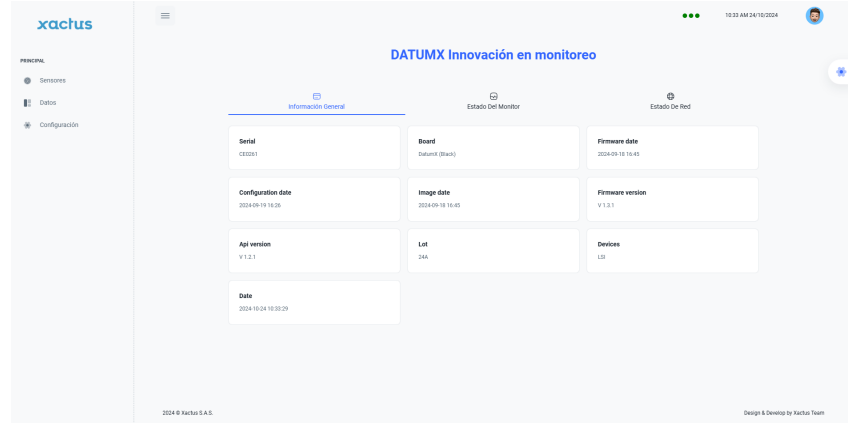 xactus
10:33 AM 24/10/2024
PRINCIPAL
Sensores
Datos
Configuración
DATUMX Innovación en monitoreo
Información General
Estado Del Monitor
Estado De Red
Serial
CE0261
Board
DatumX (Black)
Firmware date
2024-09-18 16:45
Configuration date
2024-09-19 16:26
Image date
2024-09-18 16:45
Firmware version
V 1.3.1
Api version
V 1.2.1
Lot
24A
Devices
LSI
Date
2024-10-24 10:33:29
2024 © Xactus S.A.S.
Design & Develop by Xactus Team